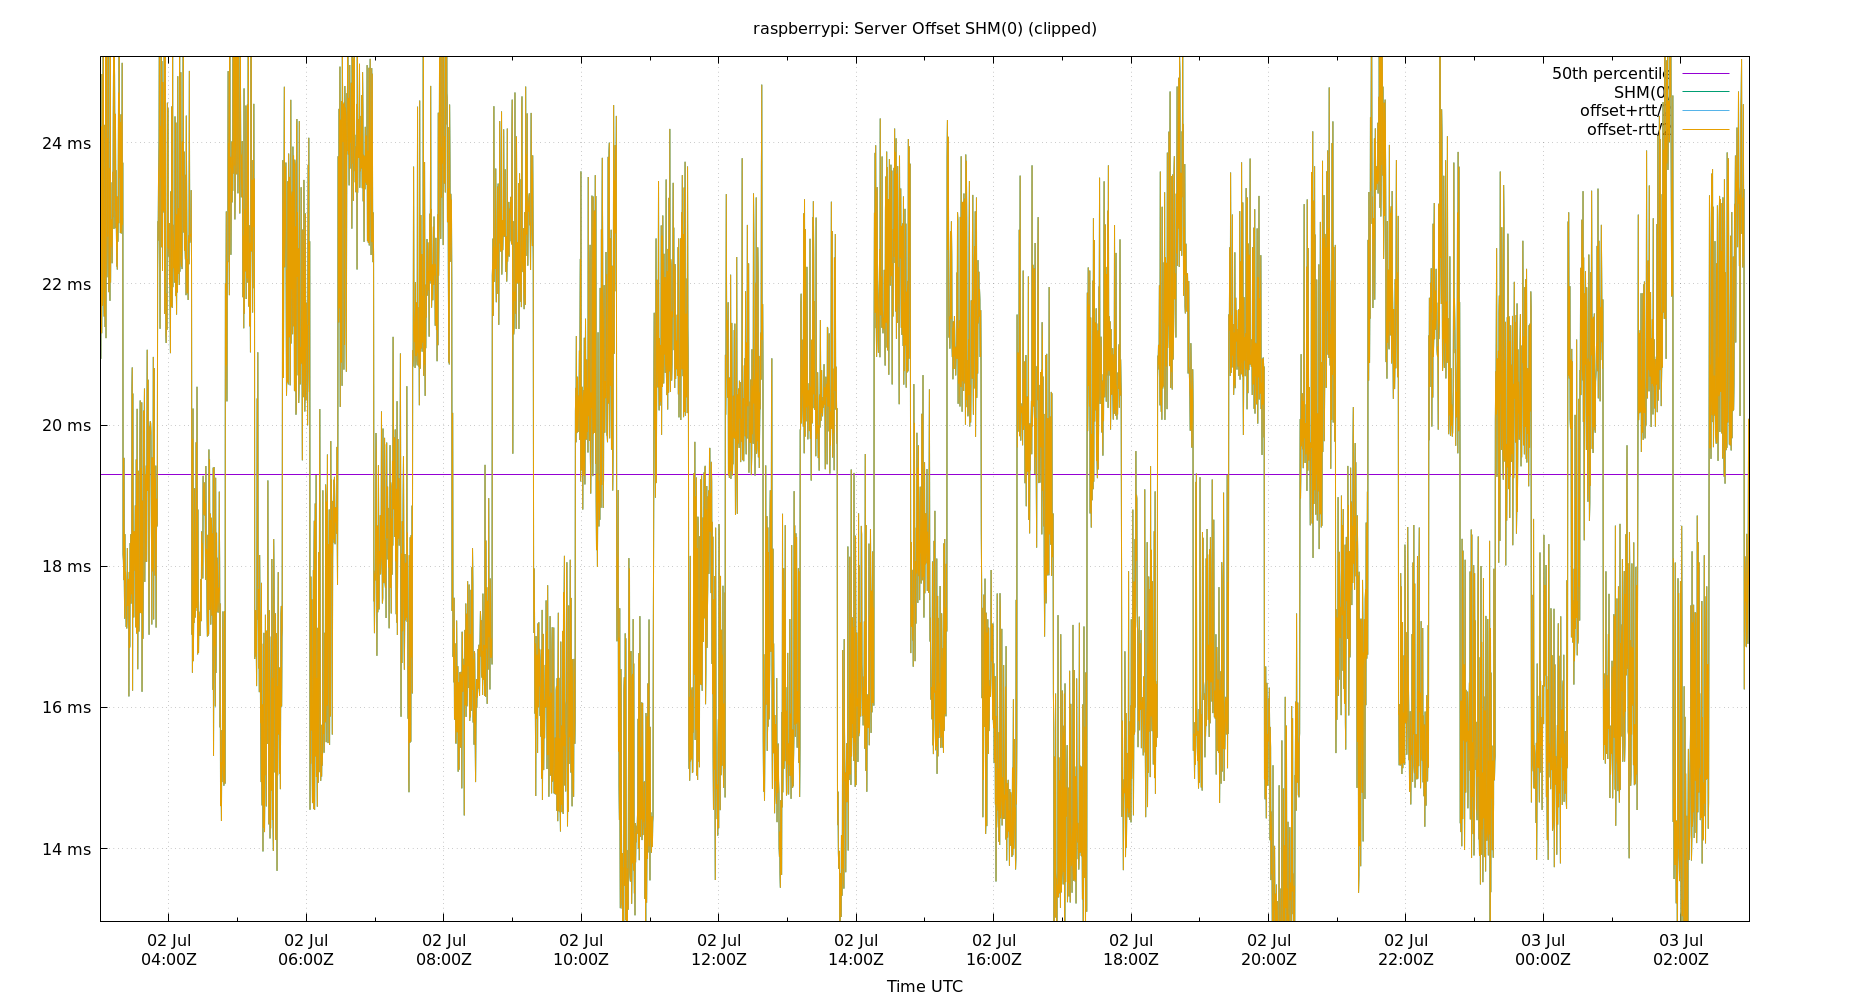 raspberrypi: Server Offset SHM(0) (clipped)
50th percentile
SHM(0)
offset+rtt/
offset-rtt/2
24 ms
22 ms
20 ms
18 ms
16 ms
14 ms
02 Jul 02 Jul 02 Jul 02 Jul 02 Jul 02 Jul 02 Jul 02 Jul 02 Jul 02 Jul 03 Jul 03 Jul
04:00Z 06:00Z 08:00Z 10:00Z 12:00Z 14:00Z 16:00Z 18:00Z 20:00Z 22:00Z 00:00Z 02:00Z
Time UTC